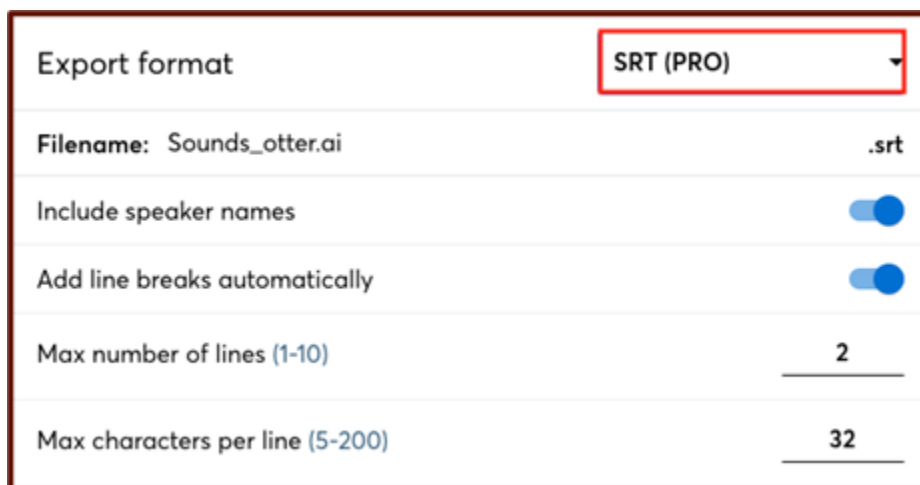 Export format SRT (PRO)
Filename: Sounds_otter.ai .srt
Include speaker names
Add line breaks automatically
Max number of lines (1-10) 2
Max characters per line (5-200) 32